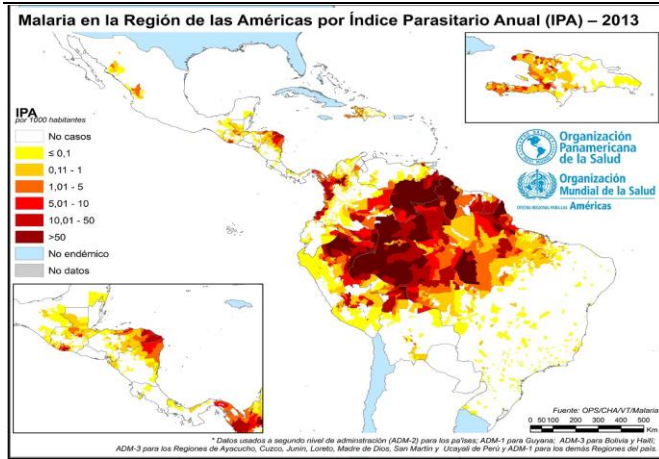 Malaria en la Región de las Américas por Índice Parasitario Anual (IPA) – 2013
IPA
por 1000 habitantes
No casos
≤ 0,1
0,11 - 1
1,01 - 5
5,01 - 10
10,01 - 50
>50
No endémico
No datos
Organización
Panamericana
de la Salud
Organización
Mundial de la Salud
OFICINA REGIONAL PARA LAS Américas
Fuente: OPS/CHA/VT/Malaria
0 50 100 200 300 400 500
Km
* Datos usados a segundo nivel de adminstración (ADM-2) para los países; ADM-1 para Guyana; ADM-3 para Bolivia y Haití;
ADM-3 para los Regiones de Ayacucho, Cuzco, Junín, Loreto, Madre de Dios, San Martín y Ucayali de Perú y ADM-1 para los demás Regiones del país.